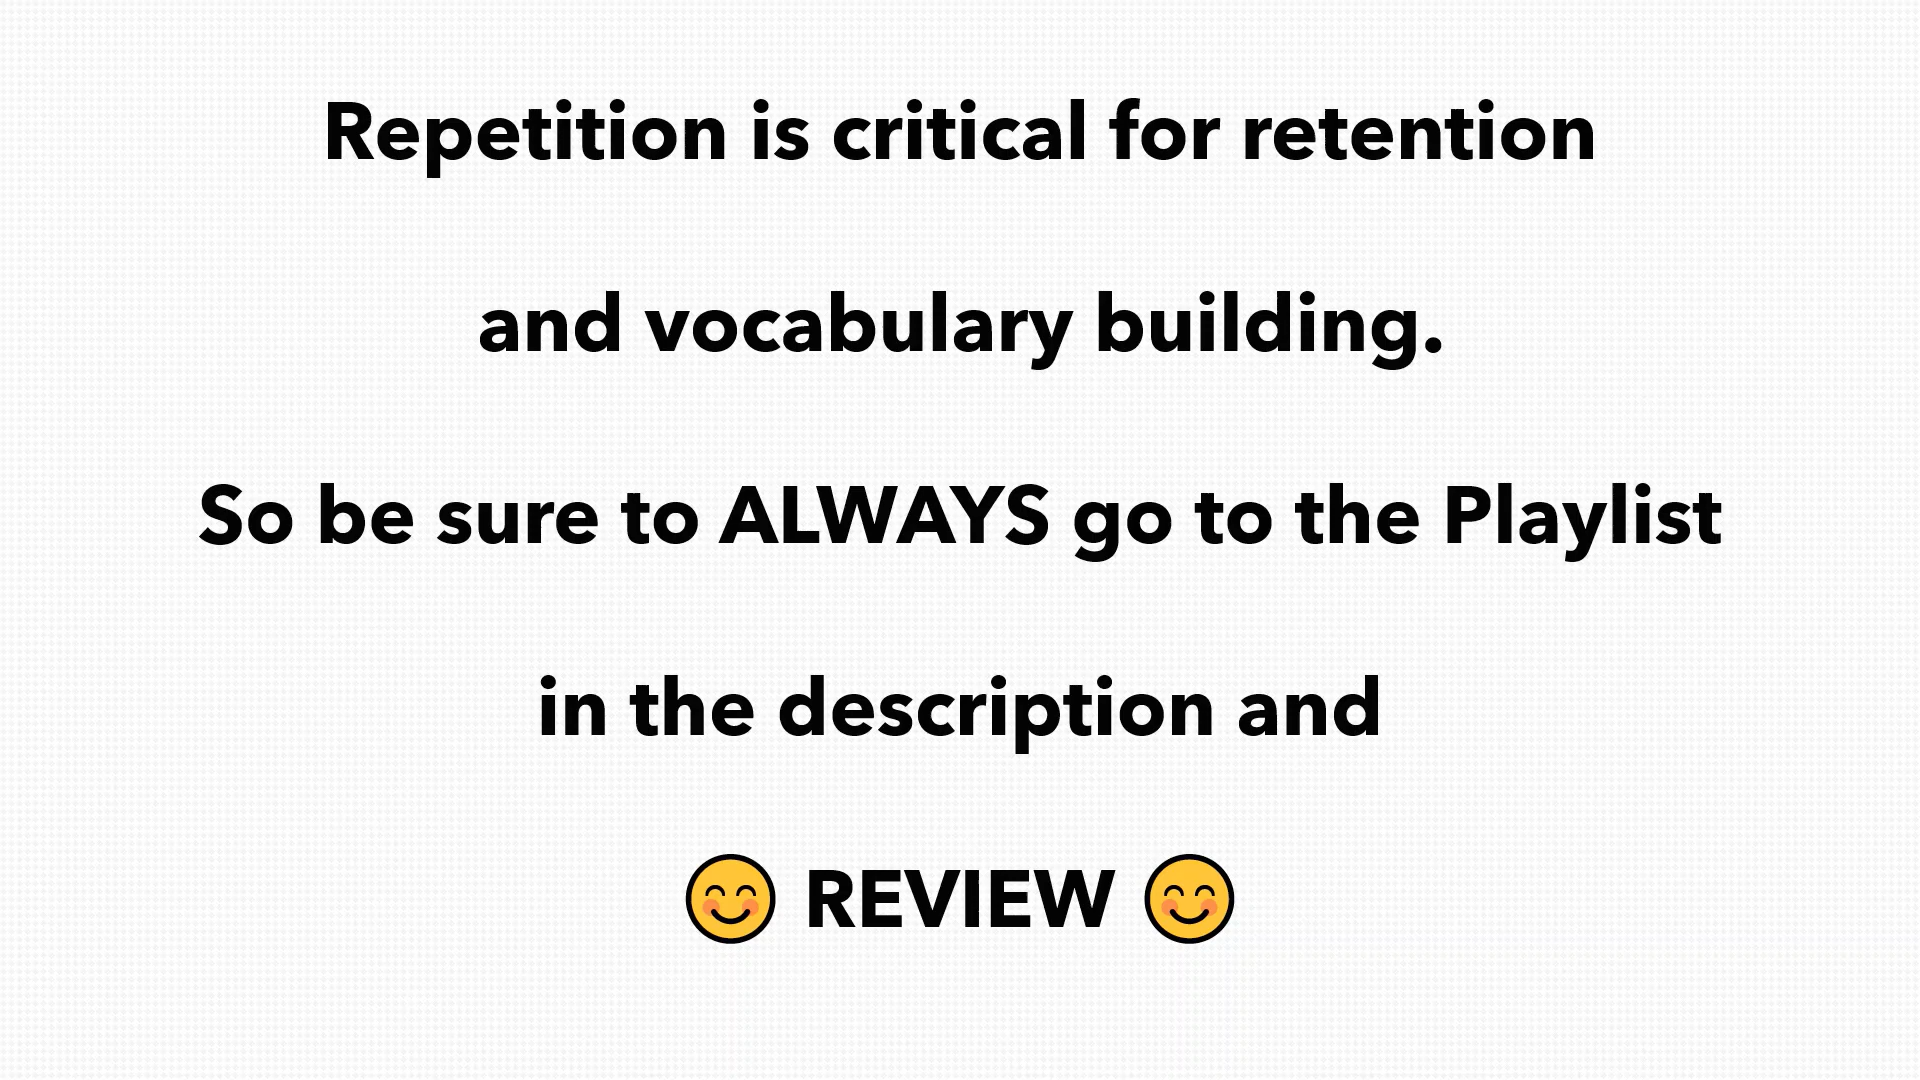 Repetition is critical for retention
and vocabulary building.
So be sure to ALWAYS go to the Playlist
in the description and
😊 REVIEW 😊